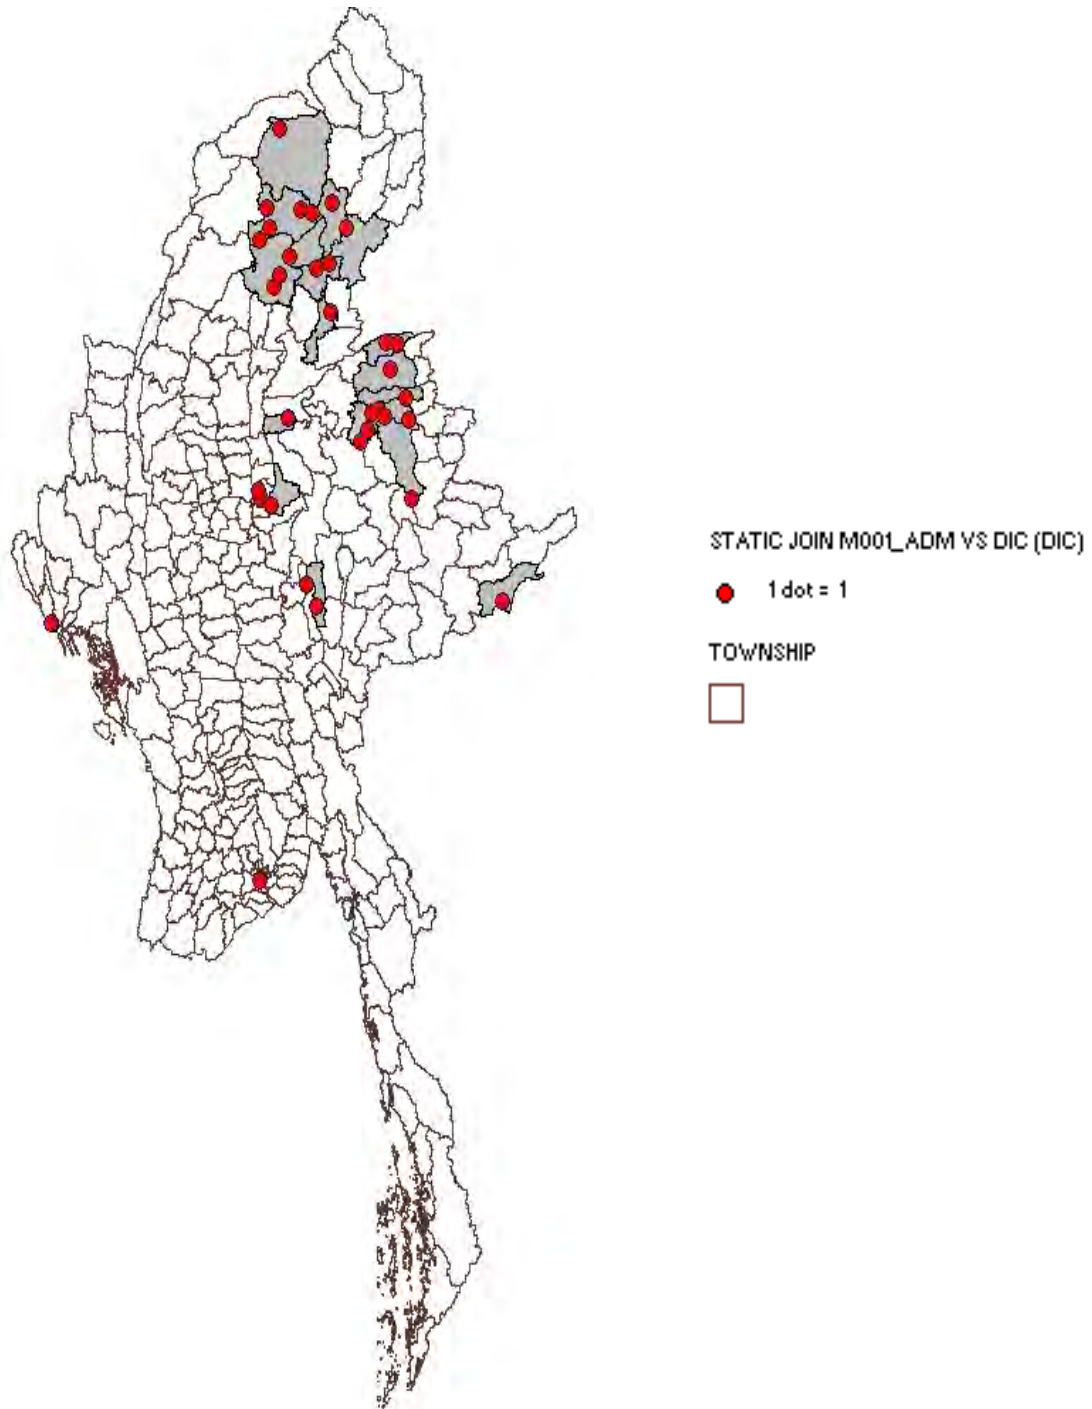 STATIC JOIN M001_ADM VS DIC (DIC)
1 dot = 1
TOWNSHIP